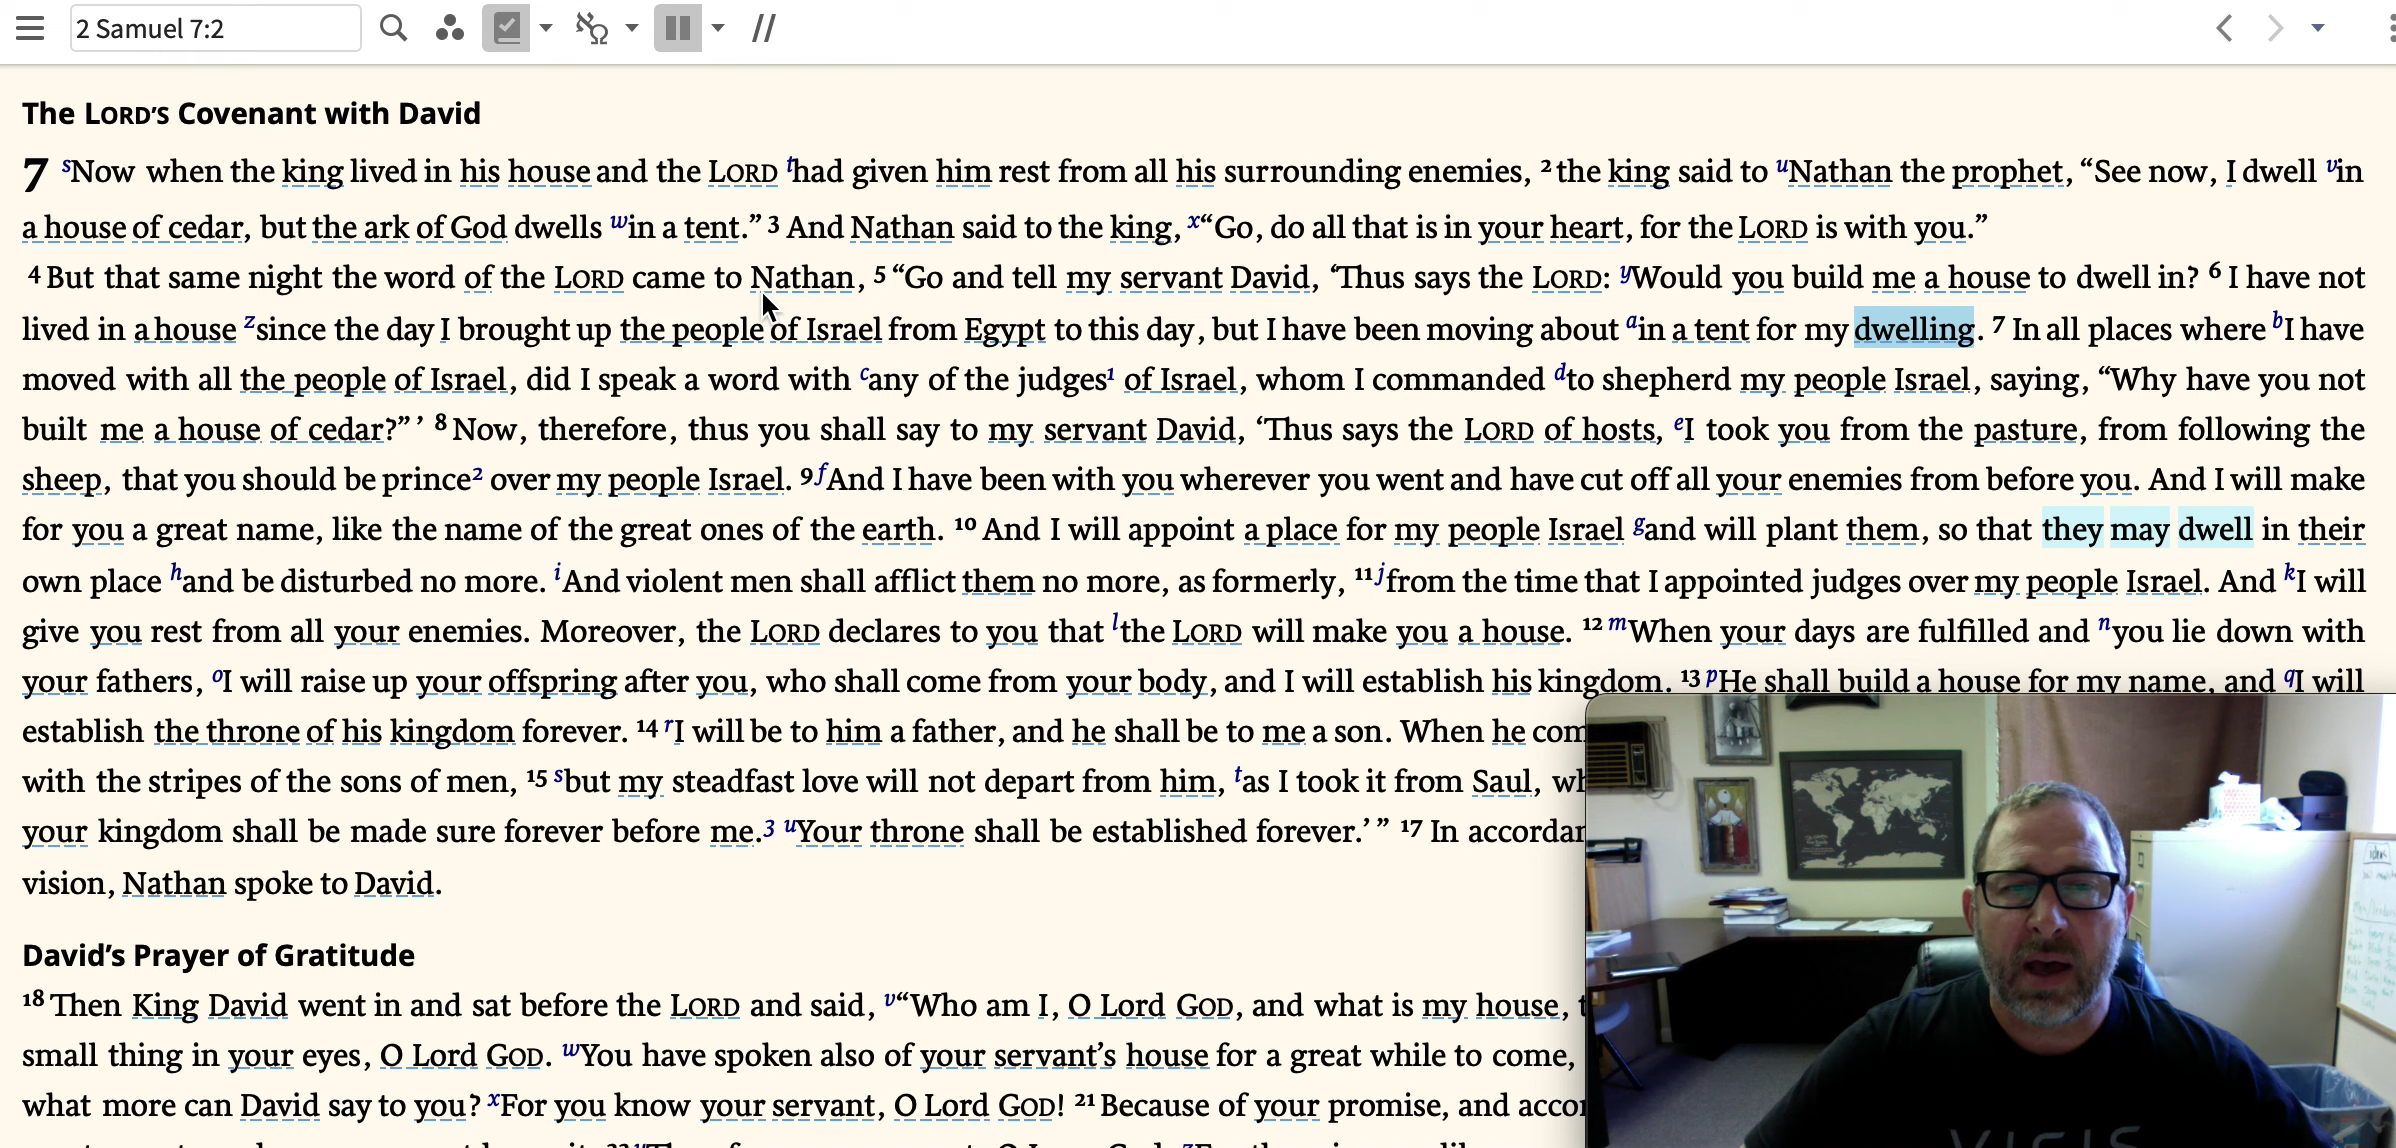 2 Samuel 7:2
The LORD'S Covenant with David
7 sNow when the king lived in his house and the LORD thad given him rest from all his surrounding enemies, 2 the king said to uNathan the prophet, “See now, I dwell vin
a house of cedar, but the ark of God dwells win a tent.” 3 And Nathan said to the king, x“Go, do all that is in your heart, for the LORD is with you.”
4 But that same night the word of the LORD came to Nathan, 5 “Go and tell my servant David, ‘Thus says the LORD: yWould you build me a house to dwell in? 6 I have not
lived in a house zsince the day I brought up the people of Israel from Egypt to this day, but I have been moving about ain a tent for my dwelling. 7 In all places where bI have
moved with all the people of Israel, did I speak a word with cany of the judges1 of Israel, whom I commanded dto shepherd my people Israel, saying, “Why have you not
built me a house of cedar?” ’ 8 Now, therefore, thus you shall say to my servant David, ‘Thus says the LORD of hosts, eI took you from the pasture, from following the
sheep, that you should be prince2 over my people Israel. 9 fAnd I have been with you wherever you went and have cut off all your enemies from before you. And I will make
for you a great name, like the name of the great ones of the earth. 10 And I will appoint a place for my people Israel gand will plant them, so that they may dwell in their
own place hand be disturbed no more. iAnd violent men shall afflict them no more, as formerly, 11 jfrom the time that I appointed judges over my people Israel. And kI will
give you rest from all your enemies. Moreover, the LORD declares to you that lthe LORD will make you a house. 12 mWhen your days are fulfilled and nyou lie down with
your fathers, oI will raise up your offspring after you, who shall come from your body, and I will establish his kingdom. 13 pHe shall build a house for my name, and qI will
establish the throne of his kingdom forever. 14 rI will be to him a father, and he shall be to me a son. When he com
with the stripes of the sons of men, 15 sbut my steadfast love will not depart from him, tas I took it from Saul, wh
your kingdom shall be made sure forever before me.3 uYour throne shall be established forever.’ ” 17 In accordan
vision, Nathan spoke to David.
David’s Prayer of Gratitude
18 Then King David went in and sat before the LORD and said, v“Who am I, O Lord GOD, and what is my house, t
small thing in your eyes, O Lord GOD. wYou have spoken also of your servant’s house for a great while to come,
what more can David say to you? xFor you know your servant, O Lord GOD! 21 Because of your promise, and accor